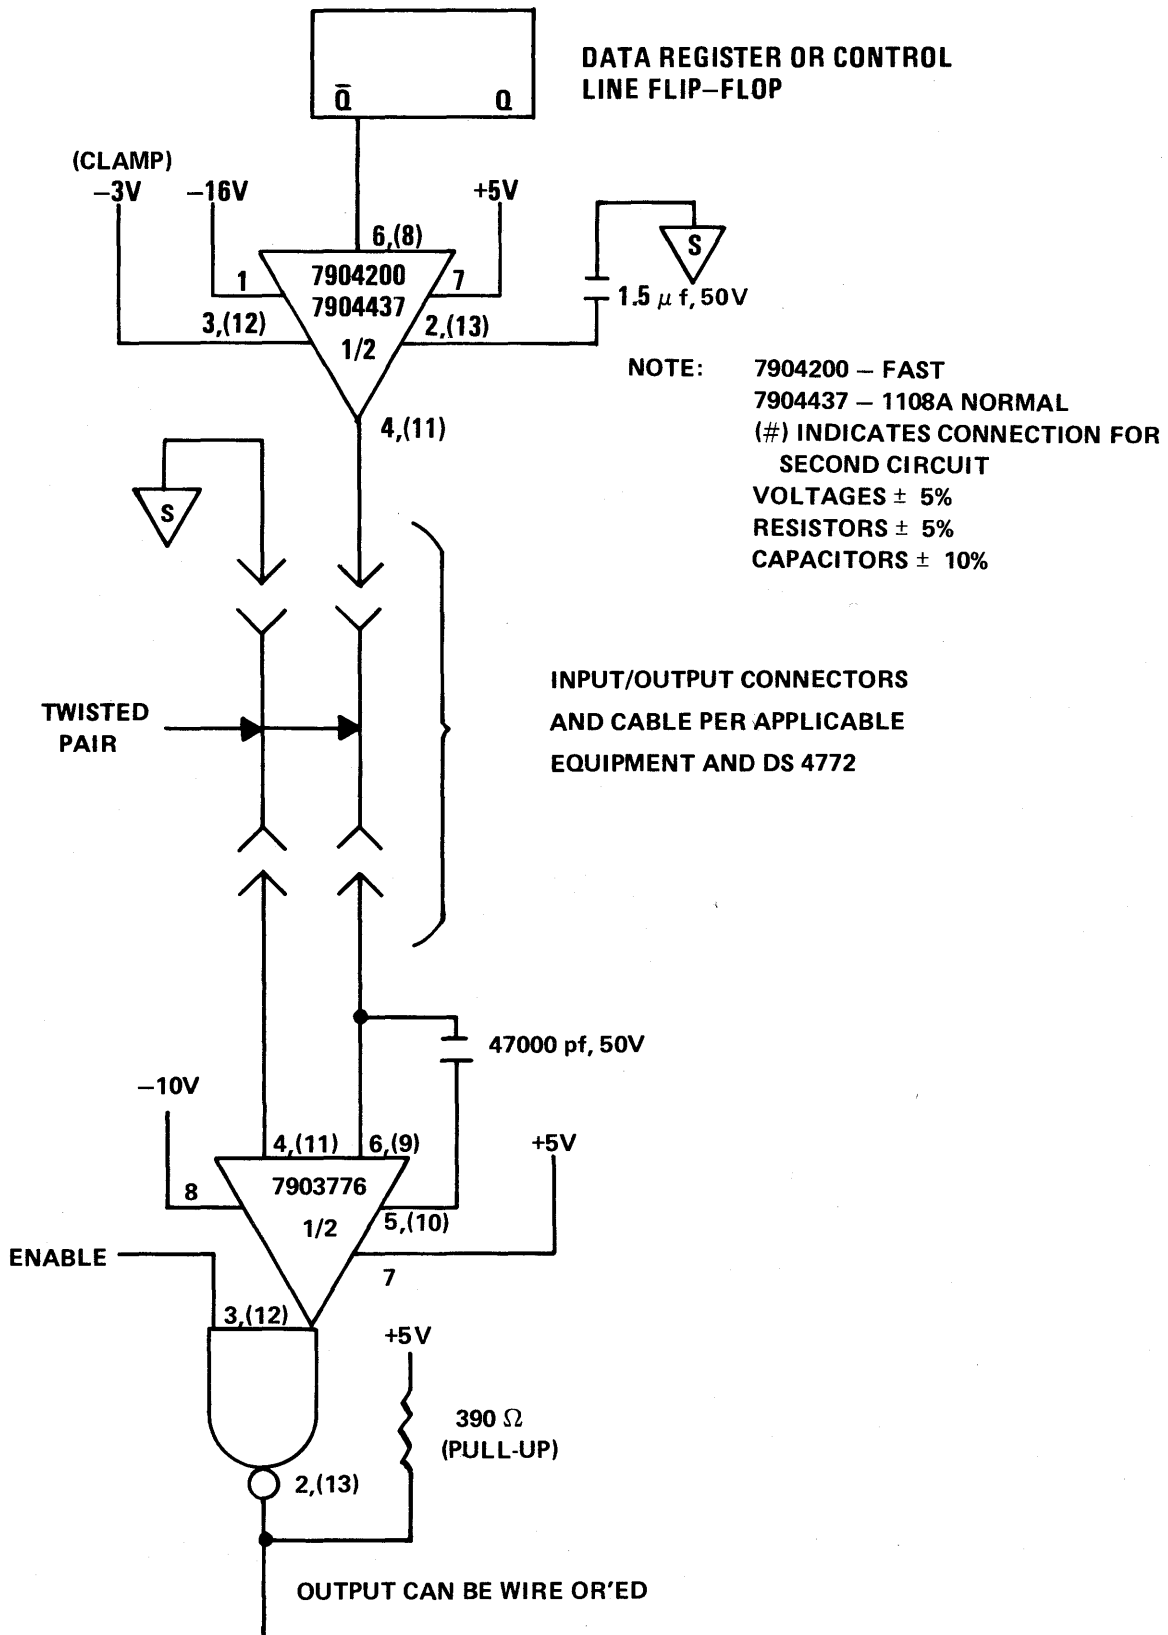 DATA REGISTER OR CONTROL
LINE FLIP–FLOP
Q̄ Q
(CLAMP)
–3V –16V +5V
6,(8)
S
1 7904200 7
7904437
1.5 μf, 50V
3,(12) 2,(13)
1/2
NOTE: 7904200 – FAST
7904437 – 1108A NORMAL
(#) INDICATES CONNECTION FOR
SECOND CIRCUIT
VOLTAGES ± 5%
RESISTORS ± 5%
CAPACITORS ± 10%
4,(11)
S
INPUT/OUTPUT CONNECTORS
AND CABLE PER APPLICABLE
EQUIPMENT AND DS 4772
TWISTED
PAIR
47000 pf, 50V
–10V
4,(11) 6,(9) +5V
8 7903776
1/2 5,(10)
ENABLE
7
3,(12)
+5V
390 Ω
(PULL-UP)
2,(13)
OUTPUT CAN BE WIRE OR'ED